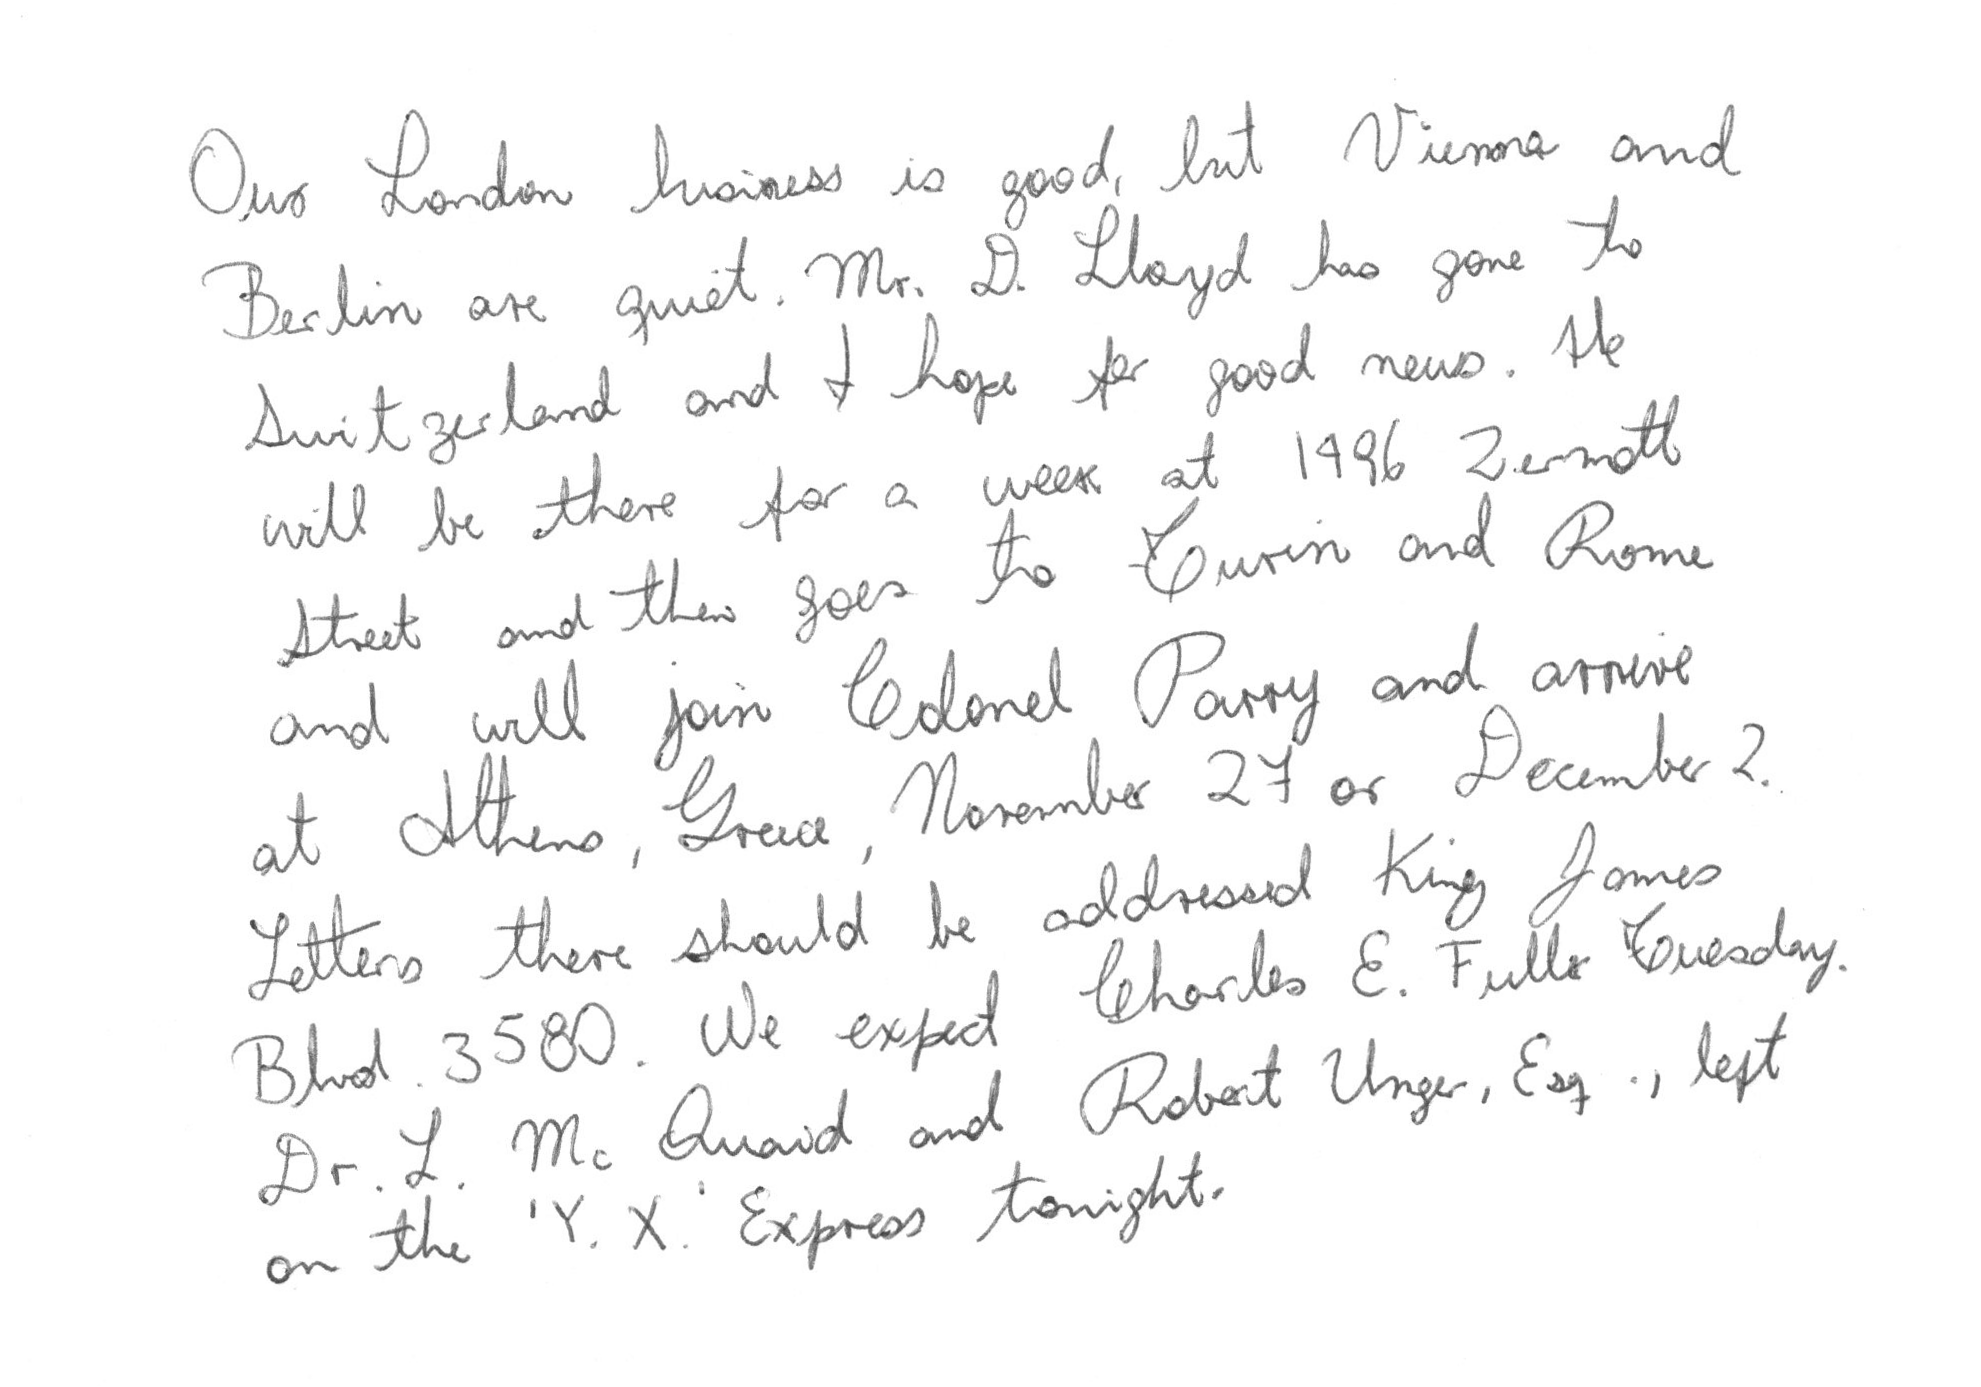 Our London business is good, but Vienna and
Berlin are quiet. Mr. D. Lloyd has gone to
Switzerland and I hope for good news. He
will be there for a week at 1496 Zermott
Street and then goes to Turin and Rome
and will join Colonel Parry and arrive
at Athens, Greece, November 27 or December 2.
Letters there should be addressed King James
Blvd. 3580. We expect Charles E. Fuller Tuesday.
Dr. L. Mc Quaid and Robert Unger, Esq., left
on the 'Y. X.' Express tonight.